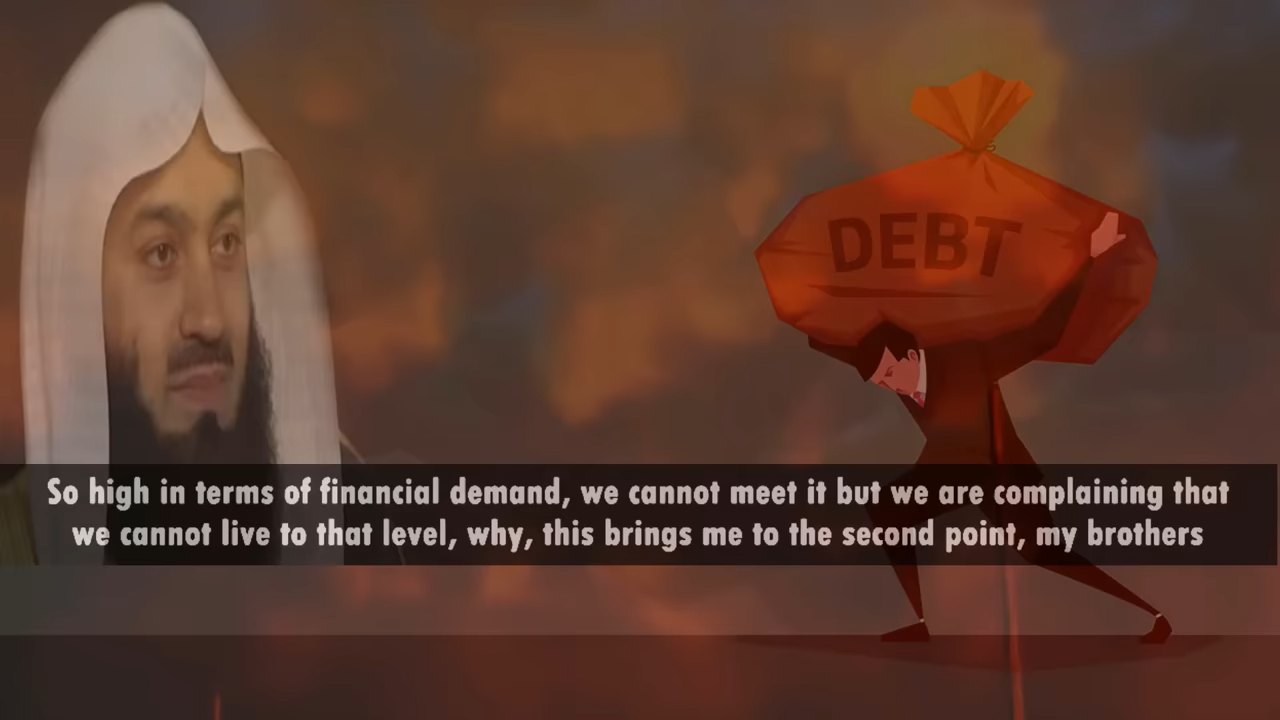 DEBT
So high in terms of financial demand, we cannot meet it but we are complaining that
we cannot live to that level, why, this brings me to the second point, my brothers